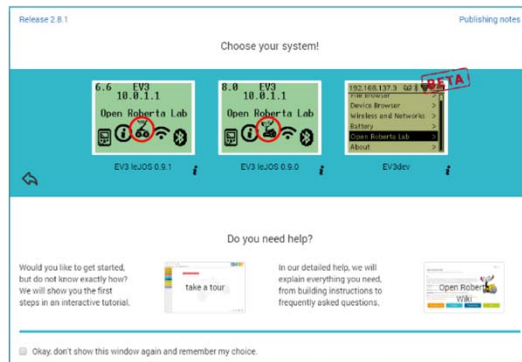 Release 2.8.1
Publishing notes
Choose your system!
6.6 EV3
10.0.1.1
Open Roberta Lab
8.0 EV3
10.0.1.1
Open Roberta Lab
192.168.137.3
BETA
File Browser >
Device Browser >
Wireless and Networks >
Battery >
Open Roberta Lab >
About >
EV3 leJOS 0.9.1 i
EV3 leJOS 0.9.0 i
EV3dev i
Do you need help?
Would you like to get started,
but do not know exactly how?
We will show you the first
steps in an interactive tutorial.
take a tour
In our detailed help, we will
explain everything you need,
from building instructions to
frequently asked questions.
Open Roberta
Wiki
Okay, don't show this window again and remember my choice.